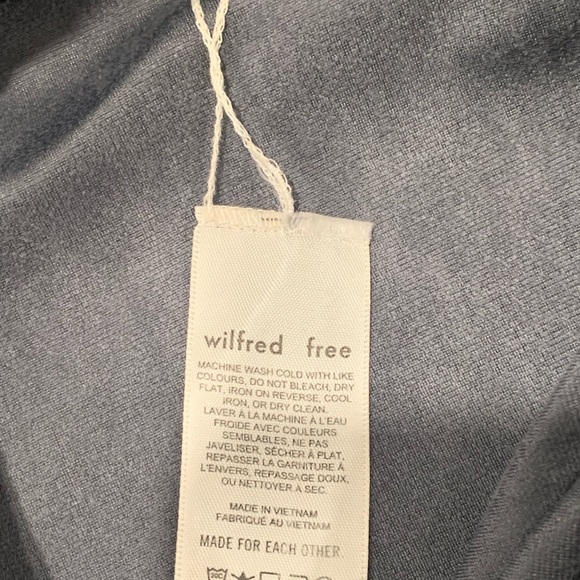 wilfred free
MACHINE WASH COLD WITH LIKE
COLOURS, DO NOT BLEACH, DRY
FLAT, IRON ON REVERSE, COOL
IRON, OR DRY CLEAN.
LAVER À LA MACHINE À L'EAU
FROIDE AVEC COULEURS
SEMBLABLES, NE PAS
JAVELISER, SÉCHER À PLAT,
REPASSER LA GARNITURE À
L'ENVERS, REPASSAGE DOUX,
OU NETTOYER À SEC.
MADE IN VIETNAM
FABRIQUÉ AU VIETNAM
MADE FOR EACH OTHER.
30C